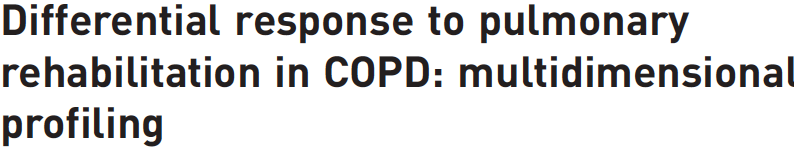 Differential response to pulmonary
rehabilitation in COPD: multidimensional
profiling